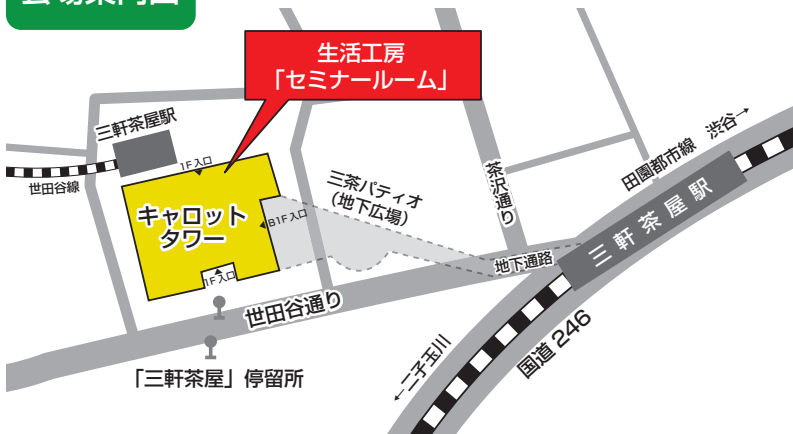 会場案内図
生活工房
「セミナールーム」
三軒茶屋駅
世田谷線
1F入口
キャロット
タワー
B1F入口
1F入口
三茶パティオ
（地下広場）
茶沢通り
田園都市線 渋谷→
三軒茶屋駅
地下通路
世田谷通り
「三軒茶屋」停留所
←二子玉川
国道246